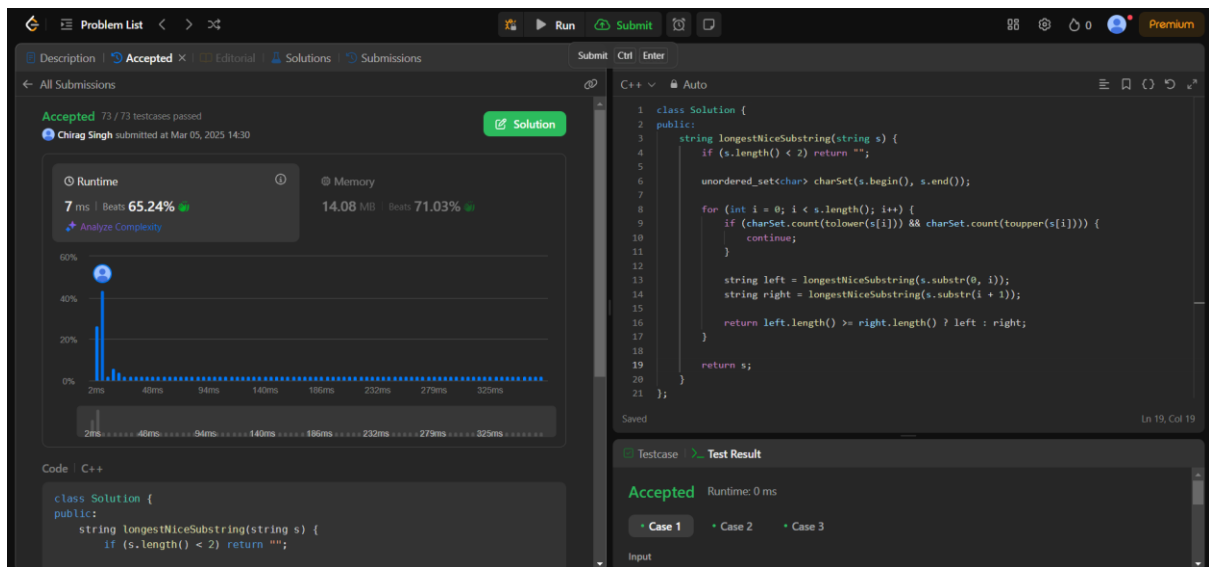 Problem List
Run
Submit
0
Premium
Description
Accepted
Editorial
Solutions
Submissions
Submit Ctrl Enter
All Submissions
Accepted 73 / 73 testcases passed
Chirag Singh submitted at Mar 05, 2025 14:30
Solution
Runtime
7 ms Beats 65.24%
Analyze Complexity
Memory
14.08 MB Beats 71.03%
60%
40%
20%
0%
2ms 48ms 94ms 140ms 186ms 232ms 279ms 325ms
2ms 48ms 94ms 140ms 186ms 232ms 279ms 325ms
Code C++
class Solution {
public:
string longestNiceSubstring(string s) {
if (s.length() < 2) return "";
C++ Auto
1 class Solution {
2 public:
3 string longestNiceSubstring(string s) {
4 if (s.length() < 2) return "";
5
6 unordered_set<char> charSet(s.begin(), s.end());
7
8 for (int i = 0; i < s.length(); i++) {
9 if (charSet.count(tolower(s[i])) && charSet.count(toupper(s[i]))) {
10 continue;
11 }
12
13 string left = longestNiceSubstring(s.substr(0, i));
14 string right = longestNiceSubstring(s.substr(i + 1));
15
16 return left.length() >= right.length() ? left : right;
17 }
18
19 return s;
20 }
21 };
Saved
Ln 19, Col 19
Testcase
Test Result
Accepted Runtime: 0 ms
Case 1 Case 2 Case 3
Input